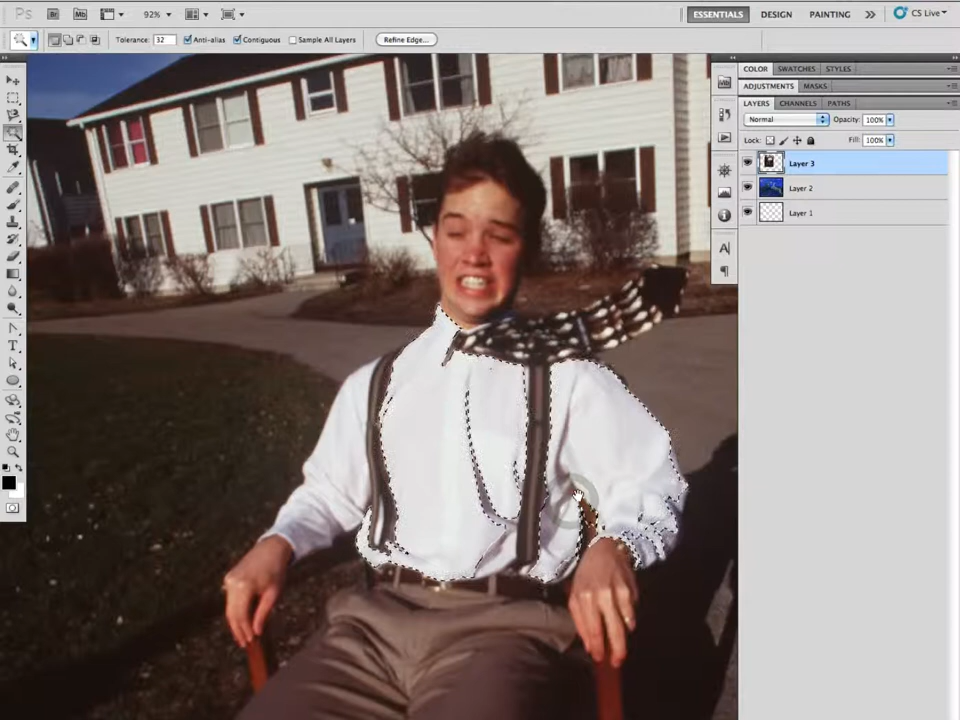 Ps Br Mb 92% ESSENTIALS DESIGN PAINTING CS Live
Tolerance: 32 Anti-alias Contiguous Sample All Layers Refine Edge...
COLOR SWATCHES STYLES
ADJUSTMENTS MASKS
LAYERS CHANNELS PATHS
Normal Opacity: 100%
Lock: Fill: 100%
Layer 3
Layer 2
Layer 1